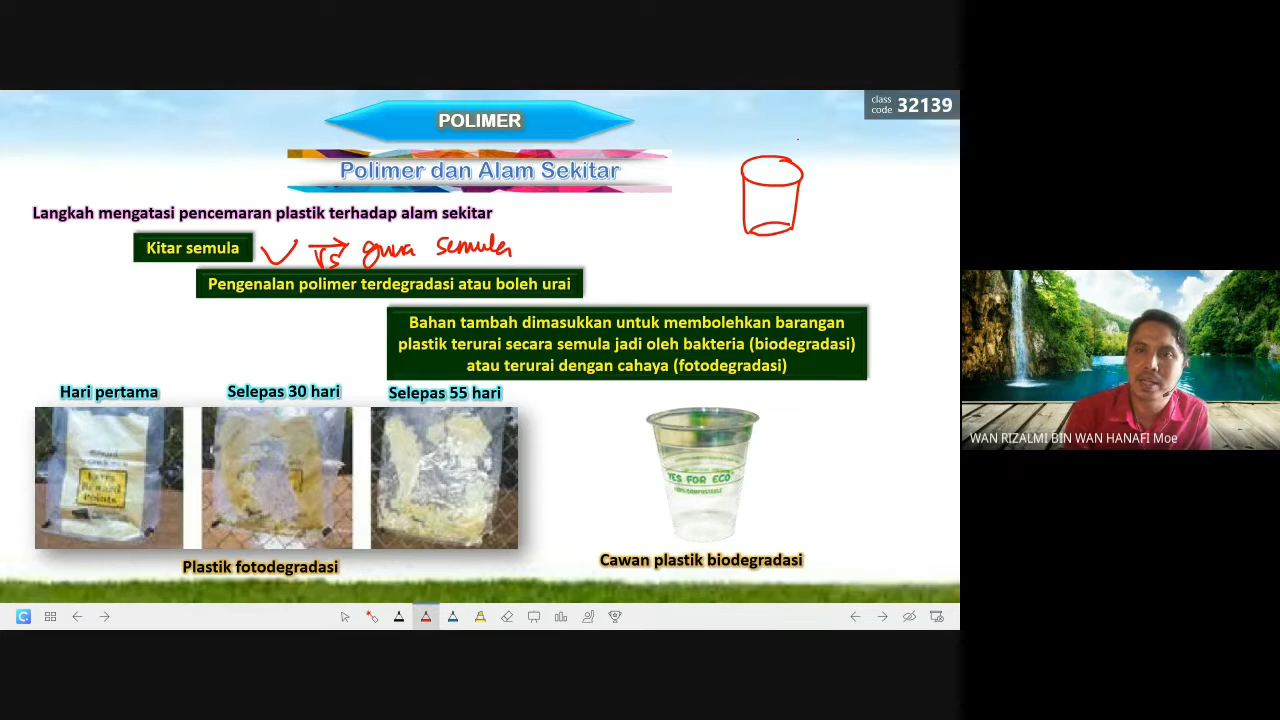 class
code 32139
POLIMER
Polimer dan Alam Sekitar
Langkah mengatasi pencemaran plastik terhadap alam sekitar
Kitar semula
vs guna semula
Pengenalan polimer terdegradasi atau boleh urai
Bahan tambah dimasukkan untuk membolehkan barangan
plastik terurai secara semula jadi oleh bakteria (biodegradasi)
atau terurai dengan cahaya (fotodegradasi)
Hari pertama
Selepas 30 hari
Selepas 55 hari
Points
YES FOR ECO
Plastik fotodegradasi
Cawan plastik biodegradasi
WAN RIZALMI BIN WAN HANAFI Moe